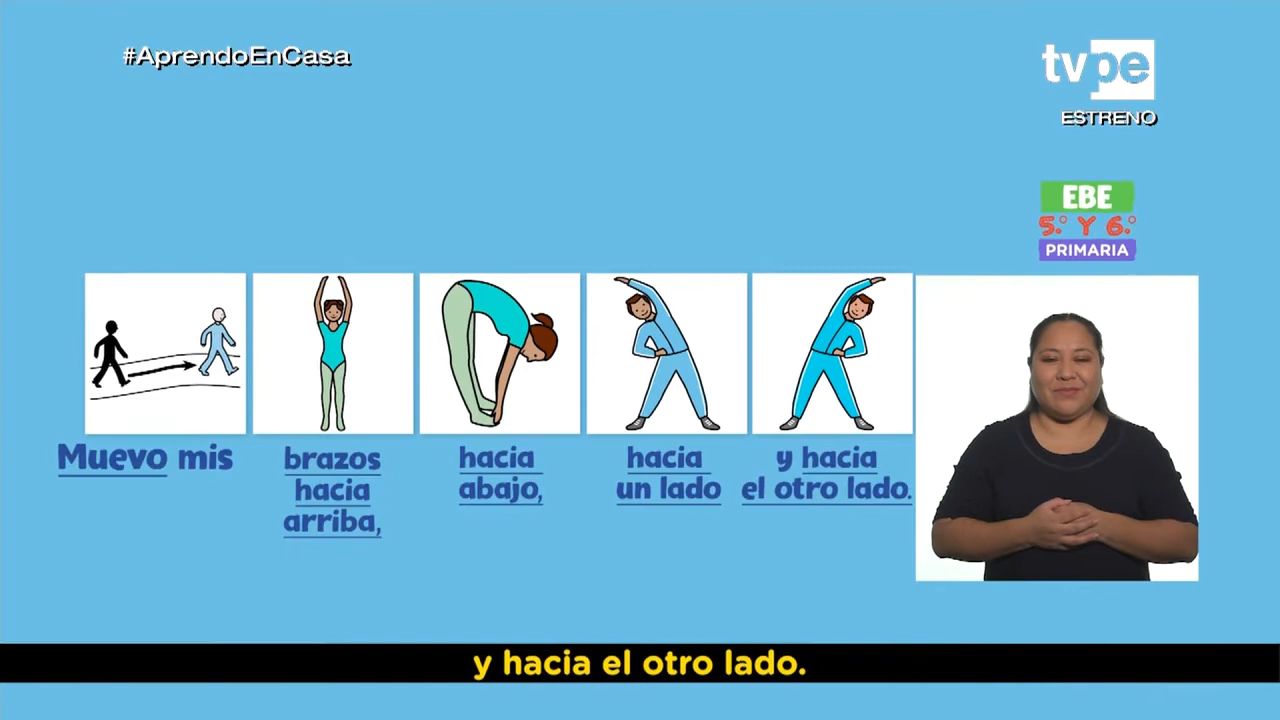 #AprendoEnCasa
tvpe
ESTRENO
EBE
5.° Y 6.°
PRIMARIA
Muevo mis
brazos
hacia
arriba,
hacia
abajo,
hacia
un lado
y hacia
el otro lado.
y hacia el otro lado.